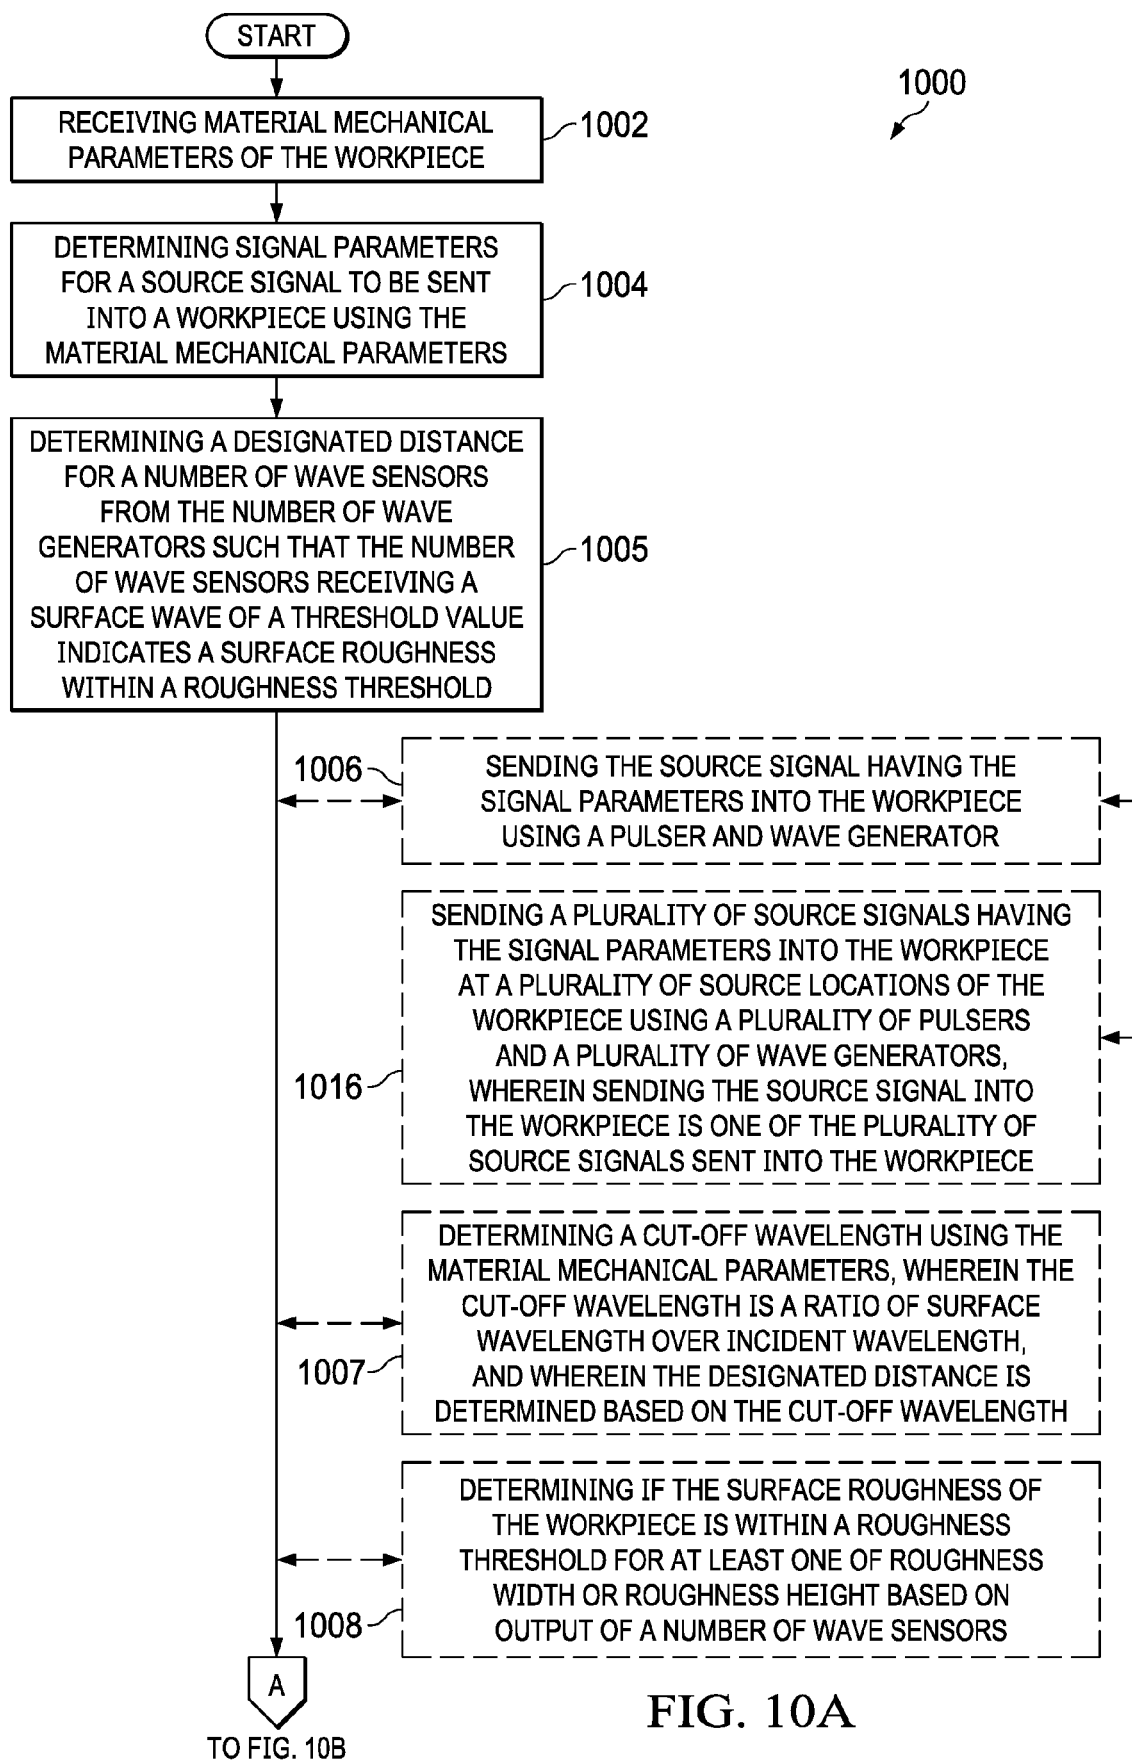 START
1000
RECEIVING MATERIAL MECHANICAL
PARAMETERS OF THE WORKPIECE
1002
DETERMINING SIGNAL PARAMETERS
FOR A SOURCE SIGNAL TO BE SENT
INTO A WORKPIECE USING THE
MATERIAL MECHANICAL PARAMETERS
1004
DETERMINING A DESIGNATED DISTANCE
FOR A NUMBER OF WAVE SENSORS
FROM THE NUMBER OF WAVE
GENERATORS SUCH THAT THE NUMBER
OF WAVE SENSORS RECEIVING A
SURFACE WAVE OF A THRESHOLD VALUE
INDICATES A SURFACE ROUGHNESS
WITHIN A ROUGHNESS THRESHOLD
1005
1006
SENDING THE SOURCE SIGNAL HAVING THE
SIGNAL PARAMETERS INTO THE WORKPIECE
USING A PULSER AND WAVE GENERATOR
SENDING A PLURALITY OF SOURCE SIGNALS HAVING
THE SIGNAL PARAMETERS INTO THE WORKPIECE
AT A PLURALITY OF SOURCE LOCATIONS OF THE
WORKPIECE USING A PLURALITY OF PULSERS
AND A PLURALITY OF WAVE GENERATORS,
WHEREIN SENDING THE SOURCE SIGNAL INTO
THE WORKPIECE IS ONE OF THE PLURALITY OF
SOURCE SIGNALS SENT INTO THE WORKPIECE
1016
DETERMINING A CUT-OFF WAVELENGTH USING THE
MATERIAL MECHANICAL PARAMETERS, WHEREIN THE
CUT-OFF WAVELENGTH IS A RATIO OF SURFACE
WAVELENGTH OVER INCIDENT WAVELENGTH,
AND WHEREIN THE DESIGNATED DISTANCE IS
DETERMINED BASED ON THE CUT-OFF WAVELENGTH
1007
DETERMINING IF THE SURFACE ROUGHNESS OF
THE WORKPIECE IS WITHIN A ROUGHNESS
THRESHOLD FOR AT LEAST ONE OF ROUGHNESS
WIDTH OR ROUGHNESS HEIGHT BASED ON
OUTPUT OF A NUMBER OF WAVE SENSORS
1008
A
TO FIG. 10B
FIG. 10A